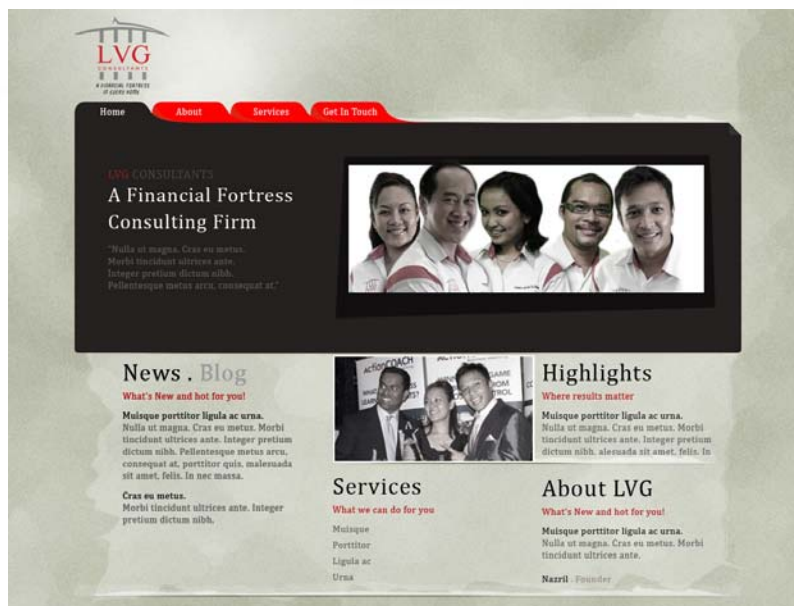 LVG
CONSULTANTS
A FINANCIAL FORTRESS
Home
About
Services
Get In Touch
LVG CONSULTANTS
A Financial Fortress
Consulting Firm
"Nulla ut magna. Cras eu metus.
Morbi tincidunt ultrices ante.
Integer pretium dictum nibh.
Pellentesque metus arcu, consequat at."
News . Blog
What's New and hot for you!
Muisque porttitor ligula ac urna.
Nulla ut magna. Cras eu metus. Morbi
tincidunt ultrices ante. Integer pretium
dictum nibh. Pellentesque metus arcu,
consequat at, porttitor quis, malesuada
sit amet, felis. In nec massa.
Cras eu metus.
Morbi tincidunt ultrices ante. Integer
pretium dictum nibh,
actionCOACH
GAME
Services
What we can do for you
Muisque
Porttitor
Ligula ac
Urna
Highlights
Where results matter
Muisque porttitor ligula ac urna.
Nulla ut magna. Cras eu metus. Morbi
tincidunt ultrices ante. Integer pretium
dictum nibh. alesuada sit amet, felis. In
About LVG
What's New and hot for you!
Muisque porttitor ligula ac urna.
Nulla ut magna. Cras eu metus. Morbi
tincidunt ultrices ante.
Nazril . Founder